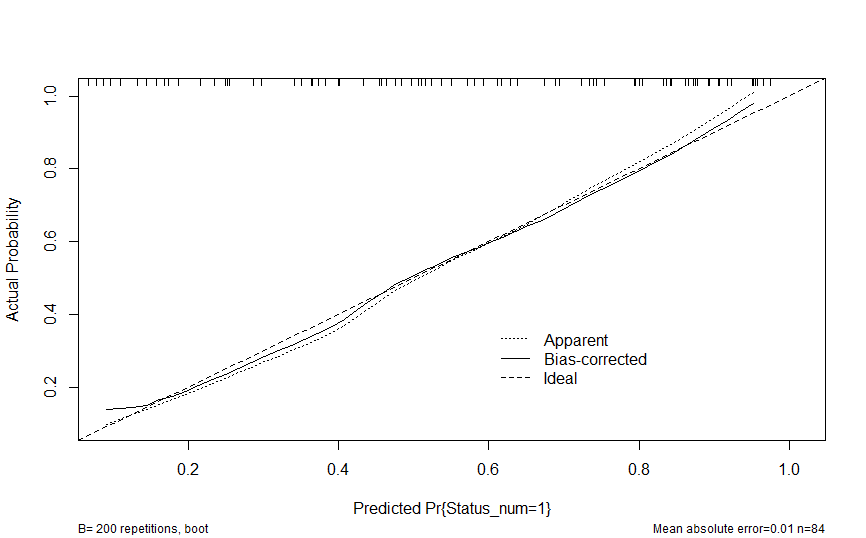 1.0
0.8
0.6
0.4
0.2
Actual Probability
Apparent
Bias-corrected
Ideal
0.2 0.4 0.6 0.8 1.0
Predicted Pr{Status_num=1}
B= 200 repetitions, boot
Mean absolute error=0.01 n=84